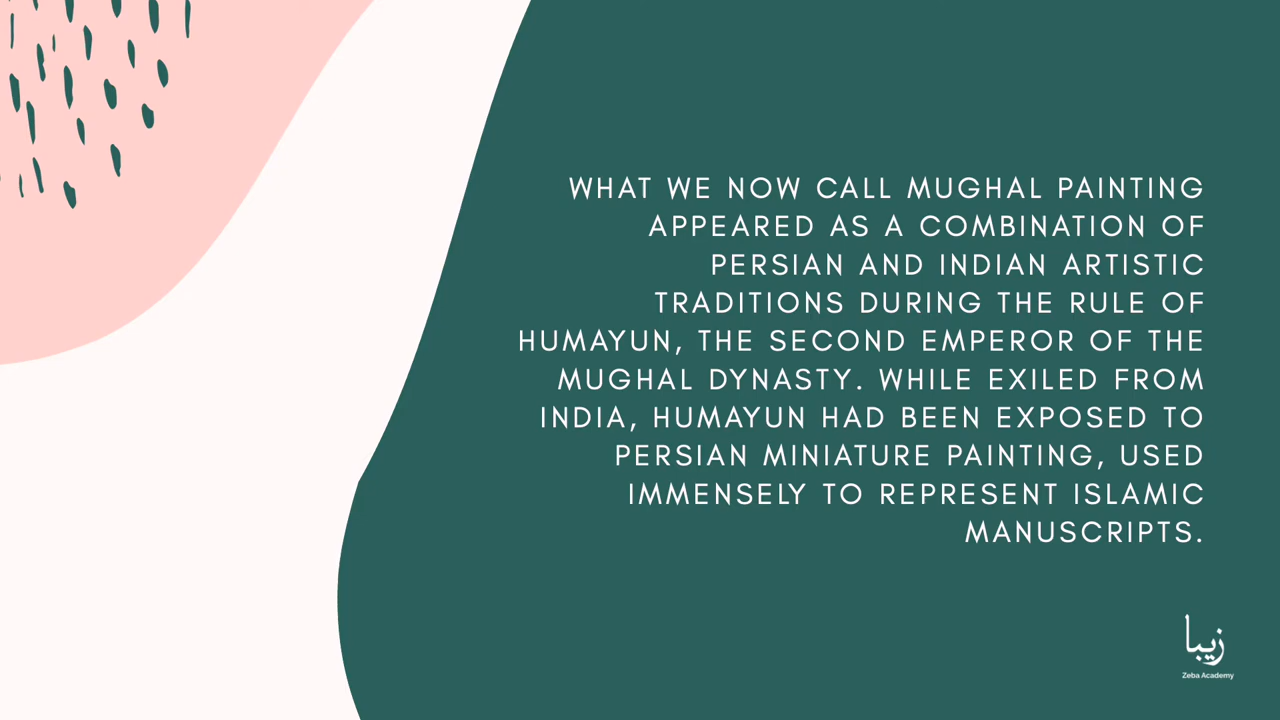 WHAT WE NOW CALL MUGHAL PAINTING
APPEARED AS A COMBINATION OF
PERSIAN AND INDIAN ARTISTIC
TRADITIONS DURING THE RULE OF
HUMAYUN, THE SECOND EMPEROR OF THE
MUGHAL DYNASTY. WHILE EXILED FROM
INDIA, HUMAYUN HAD BEEN EXPOSED TO
PERSIAN MINIATURE PAINTING, USED
IMMENSELY TO REPRESENT ISLAMIC
MANUSCRIPTS.
زیبا
Zeba Academy